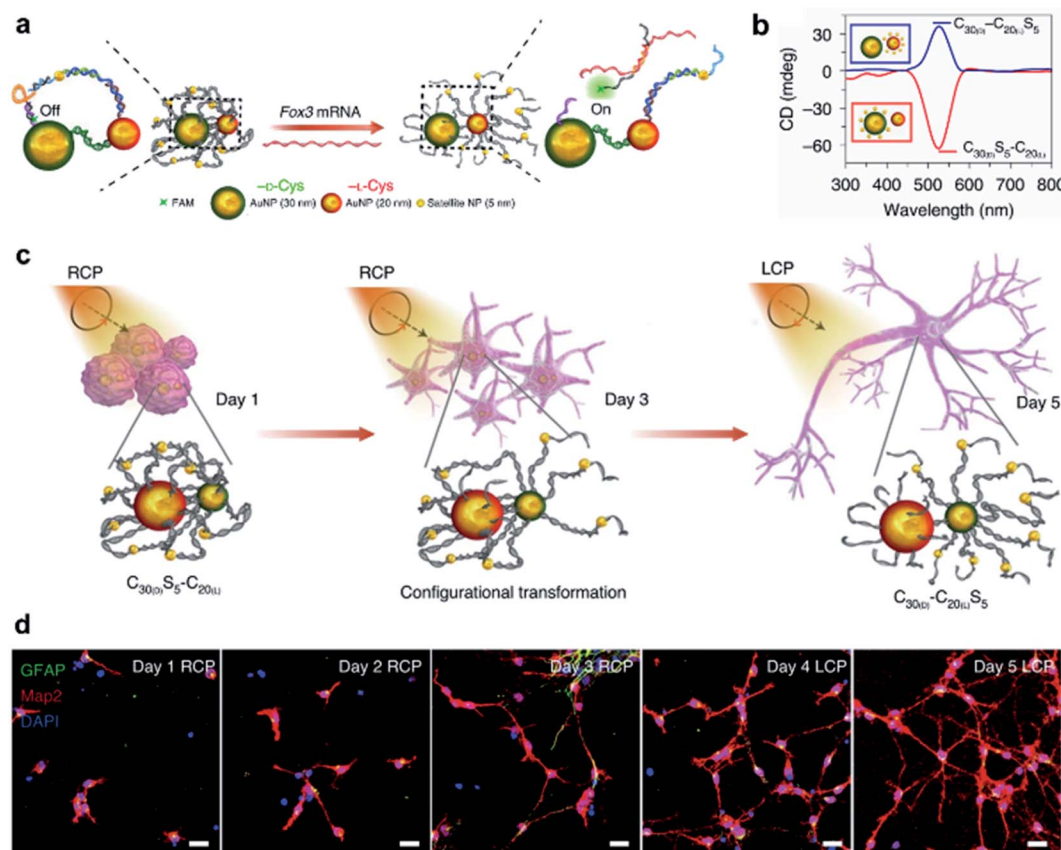 a
Off
Fox3 mRNA
On
–D-Cys
–L-Cys
FAM
AuNP (30 nm)
AuNP (20 nm)
Satellite NP (5 nm)
b
CD (mdeg)
30
0
–30
–60
C30(D)–C20(L)S5
C30(D)S5-C20(L)
300 400 500 600 700 800
Wavelength (nm)
c
RCP
Day 1
C30(D)S5-C20(L)
RCP
Day 3
Configurational transformation
LCP
Day 5
C30(D)-C20(L)S5
d
GFAP
Map2
DAPI
Day 1 RCP
Day 2 RCP
Day 3 RCP
Day 4 LCP
Day 5 LCP